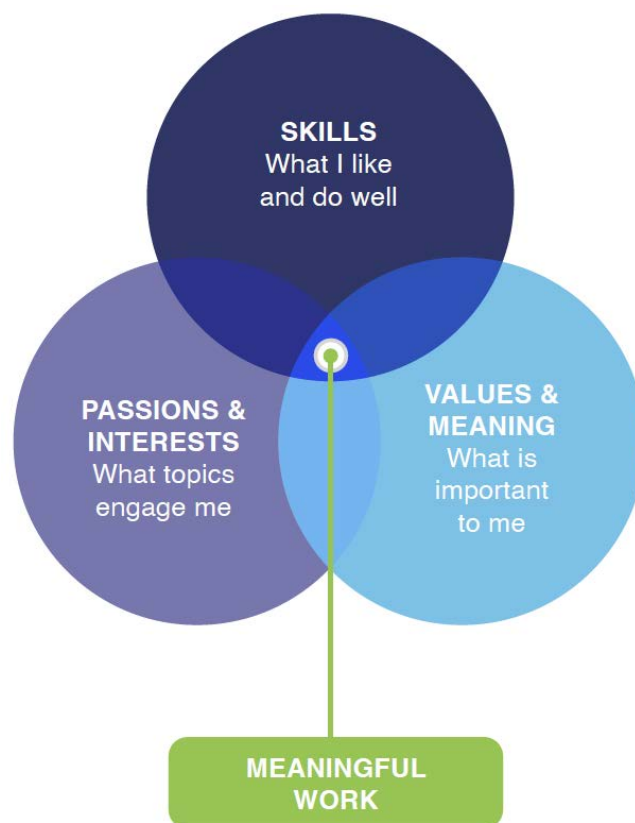 SKILLS
What I like
and do well
PASSIONS &
INTERESTS
What topics
engage me
VALUES &
MEANING
What is
important
to me
MEANINGFUL
WORK